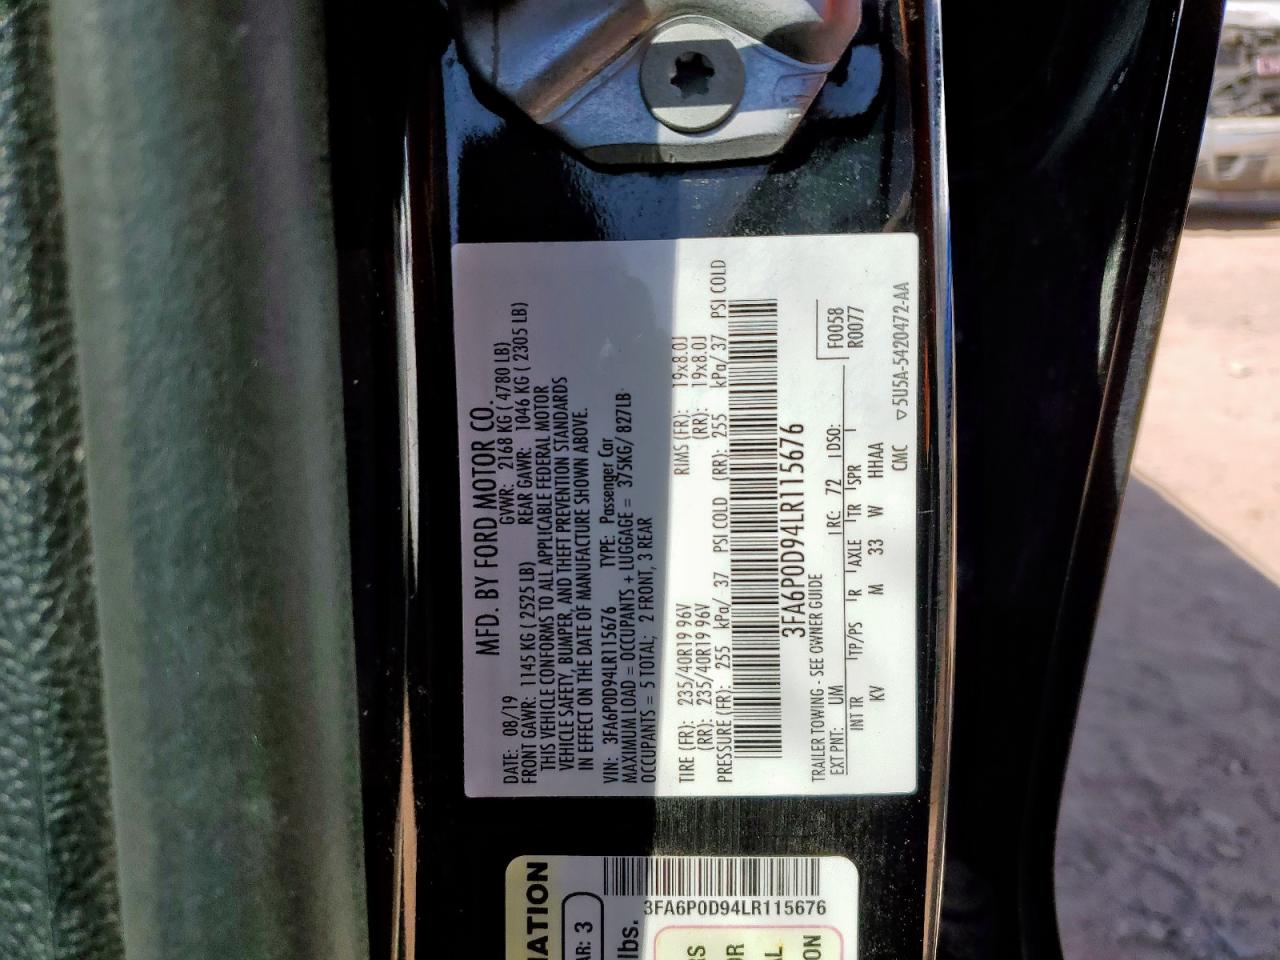 MFD. BY FORD MOTOR CO.
DATE: 08/19 GVWR: 2168 KG ( 4780 LB)
FRONT GAWR: 1145 KG ( 2525 LB) REAR GAWR: 1046 KG ( 2305 LB)
THIS VEHICLE CONFORMS TO ALL APPLICABLE FEDERAL MOTOR
VEHICLE SAFETY, BUMPER, AND THEFT PREVENTION STANDARDS
IN EFFECT ON THE DATE OF MANUFACTURE SHOWN ABOVE.
VIN: 3FA6P0D94LR115676 TYPE: Passenger Car
MAXIMUM LOAD = OCCUPANTS + LUGGAGE = 375KG/ 827LB
OCCUPANTS = 5 TOTAL; 2 FRONT, 3 REAR
TIRE (FR): 235/40R19 96V RIMS (FR): 19x8.0J
(RR): 235/40R19 96V (RR): 19x8.0J
PRESSURE (FR): 255 kPa/ 37 PSI COLD (RR): 255 kPa/ 37 PSI COLD
3FA6P0D94LR115676
TRAILER TOWING - SEE OWNER GUIDE F0058
EXT PNT: UM RC: 72 DSO: R0077
INT TR TP/PS R AXLE TR SPR
KV M 33 W HHAA
CMC ▽5U5A-5420472-AA
3FA6P0D94LR115676